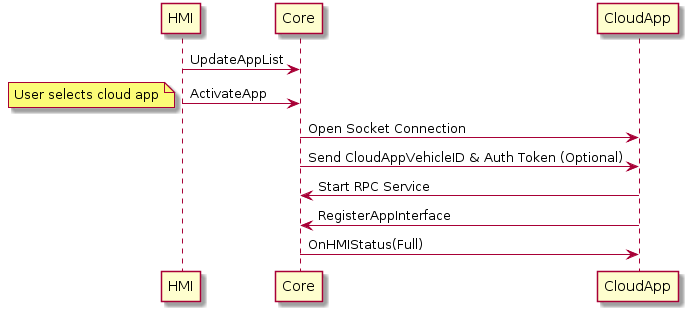 HMI
Core
CloudApp
UpdateAppList
User selects cloud app
ActivateApp
Open Socket Connection
Send CloudAppVehicleID & Auth Token (Optional)
Start RPC Service
RegisterAppInterface
OnHMIStatus(Full)
HMI
Core
CloudApp